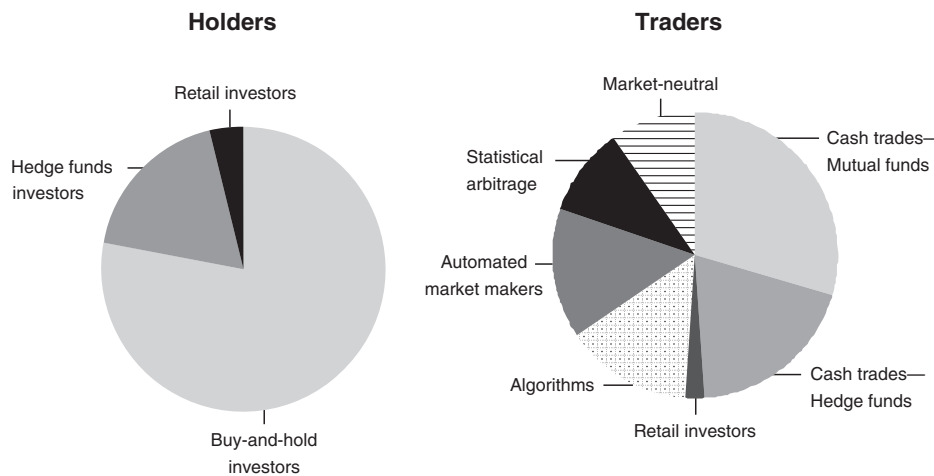 Holders
Retail investors
Hedge funds
investors
Buy-and-hold
investors
Traders
Market-neutral
Cash trades—
Mutual funds
Statistical
arbitrage
Automated
market makers
Algorithms
Cash trades—
Hedge funds
Retail investors